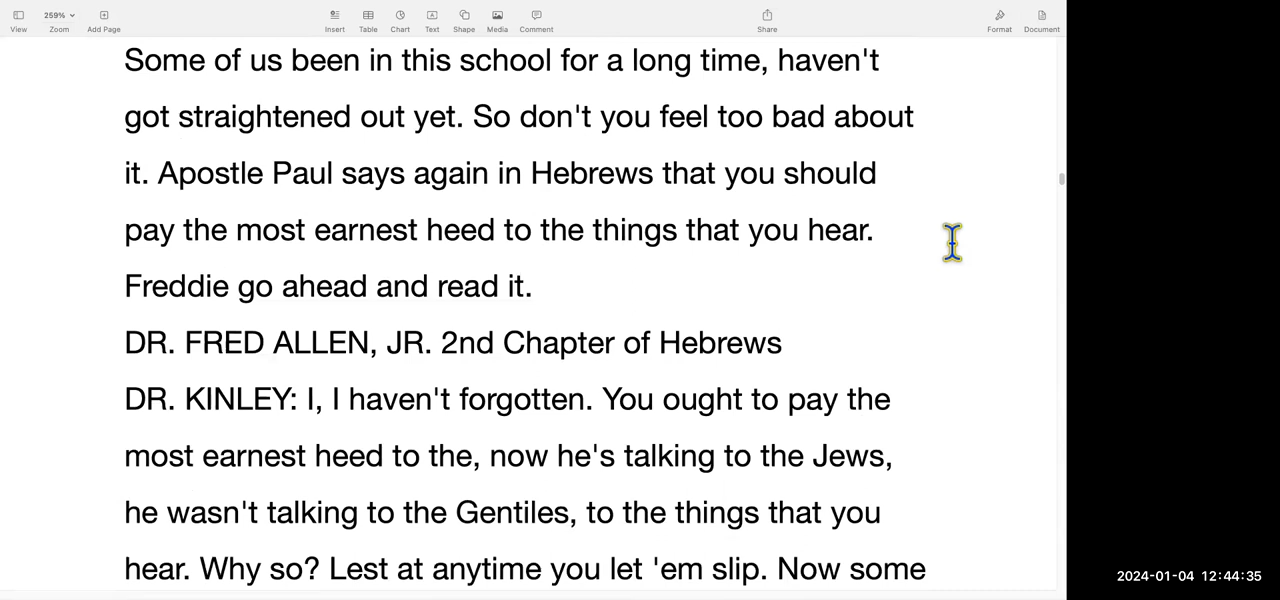 259%
View
Zoom
Add Page
Insert
Table
Chart
Text
Shape
Media
Comment
Share
Format
Document
Some of us been in this school for a long time, haven't
got straightened out yet. So don't you feel too bad about
it. Apostle Paul says again in Hebrews that you should
pay the most earnest heed to the things that you hear.
Freddie go ahead and read it.
DR. FRED ALLEN, JR. 2nd Chapter of Hebrews
DR. KINLEY: I, I haven't forgotten. You ought to pay the
most earnest heed to the, now he's talking to the Jews,
he wasn't talking to the Gentiles, to the things that you
hear. Why so? Lest at anytime you let 'em slip. Now some
2024-01-04 12:44:35